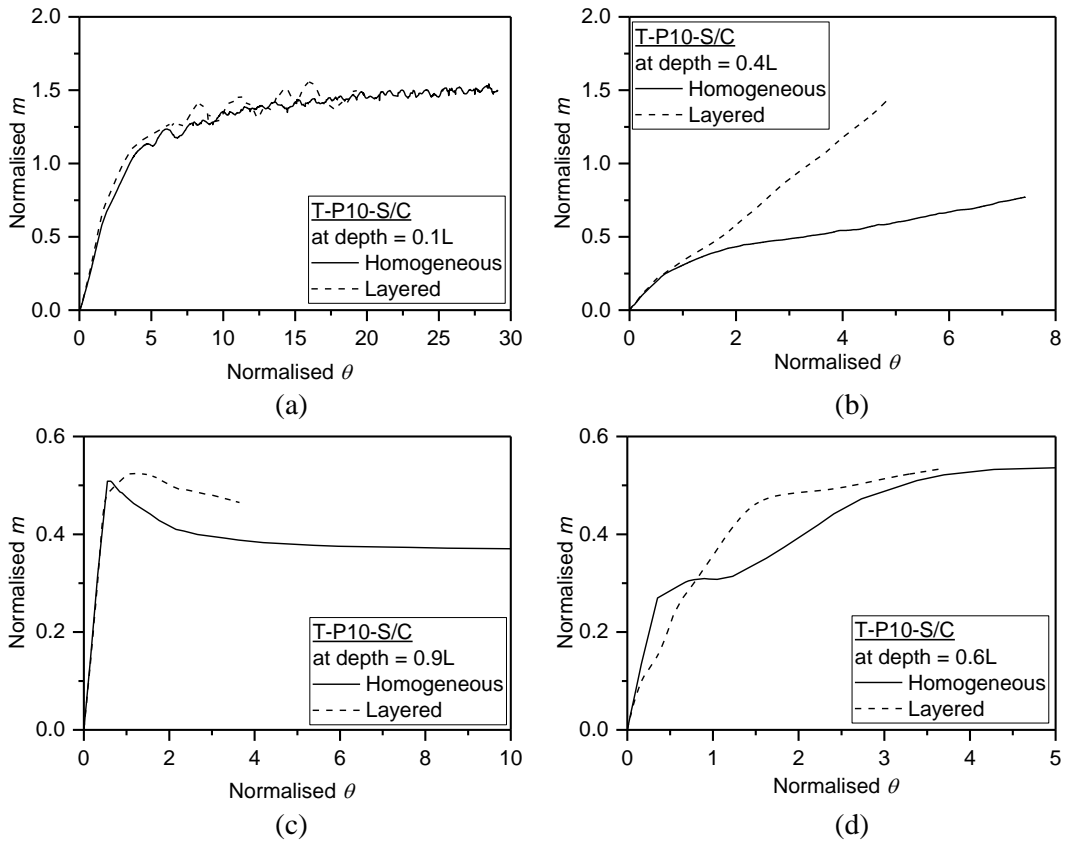 2.0
1.5
1.0
0.5
0.0
Normalised m
T-P10-S/C
at depth = 0.1L
Homogeneous
Layered
0 5 10 15 20 25 30
Normalised θ
(a)
2.0
1.5
1.0
0.5
0.0
Normalised m
T-P10-S/C
at depth = 0.4L
Homogeneous
Layered
0 2 4 6 8
Normalised θ
(b)
0.6
0.4
0.2
0.0
Normalised m
T-P10-S/C
at depth = 0.9L
Homogeneous
Layered
0 2 4 6 8 10
Normalised θ
(c)
0.6
0.4
0.2
0.0
Normalised m
T-P10-S/C
at depth = 0.6L
Homogeneous
Layered
0 1 2 3 4 5
Normalised θ
(d)